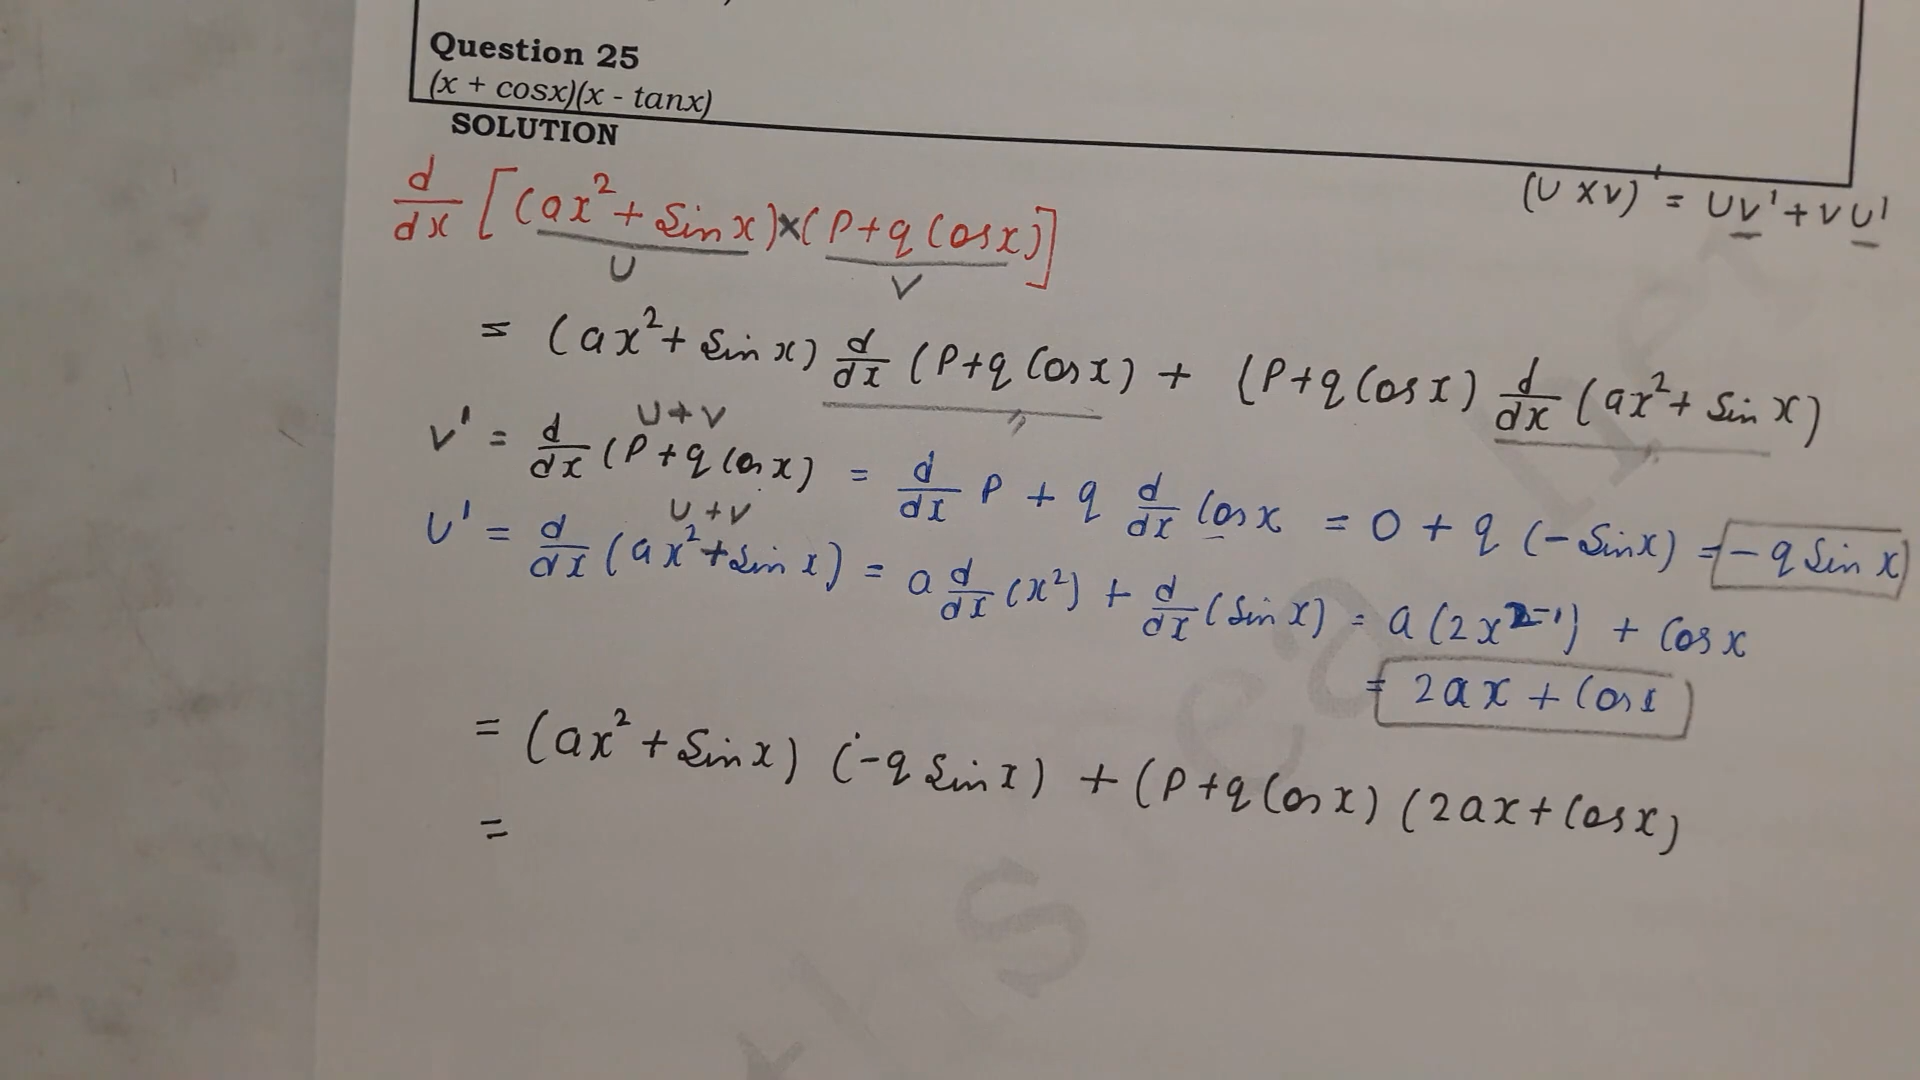 Question 25
(x + cosx)(x - tanx)
SOLUTION
(U x V)' = UV' + VU'
d/dx [(ax² + Sin x) x (P + q Cos x)]
U V
= (ax² + Sin x) d/dx (P + q Cos x) + (P + q Cos x) d/dx (ax² + Sin x)
U + V
V' = d/dx (P + q Cos x) = d/dx P + q d/dx Cos x = 0 + q (- Sin x) = - q Sin x
U + V
U' = d/dx (ax² + Sin x) = a d/dx (x²) + d/dx (Sin x) = a (2x²⁻¹) + Cos x
= 2ax + Cos x
= (ax² + Sin x) (-q Sin x) + (P + q Cos x) (2ax + Cos x)
=